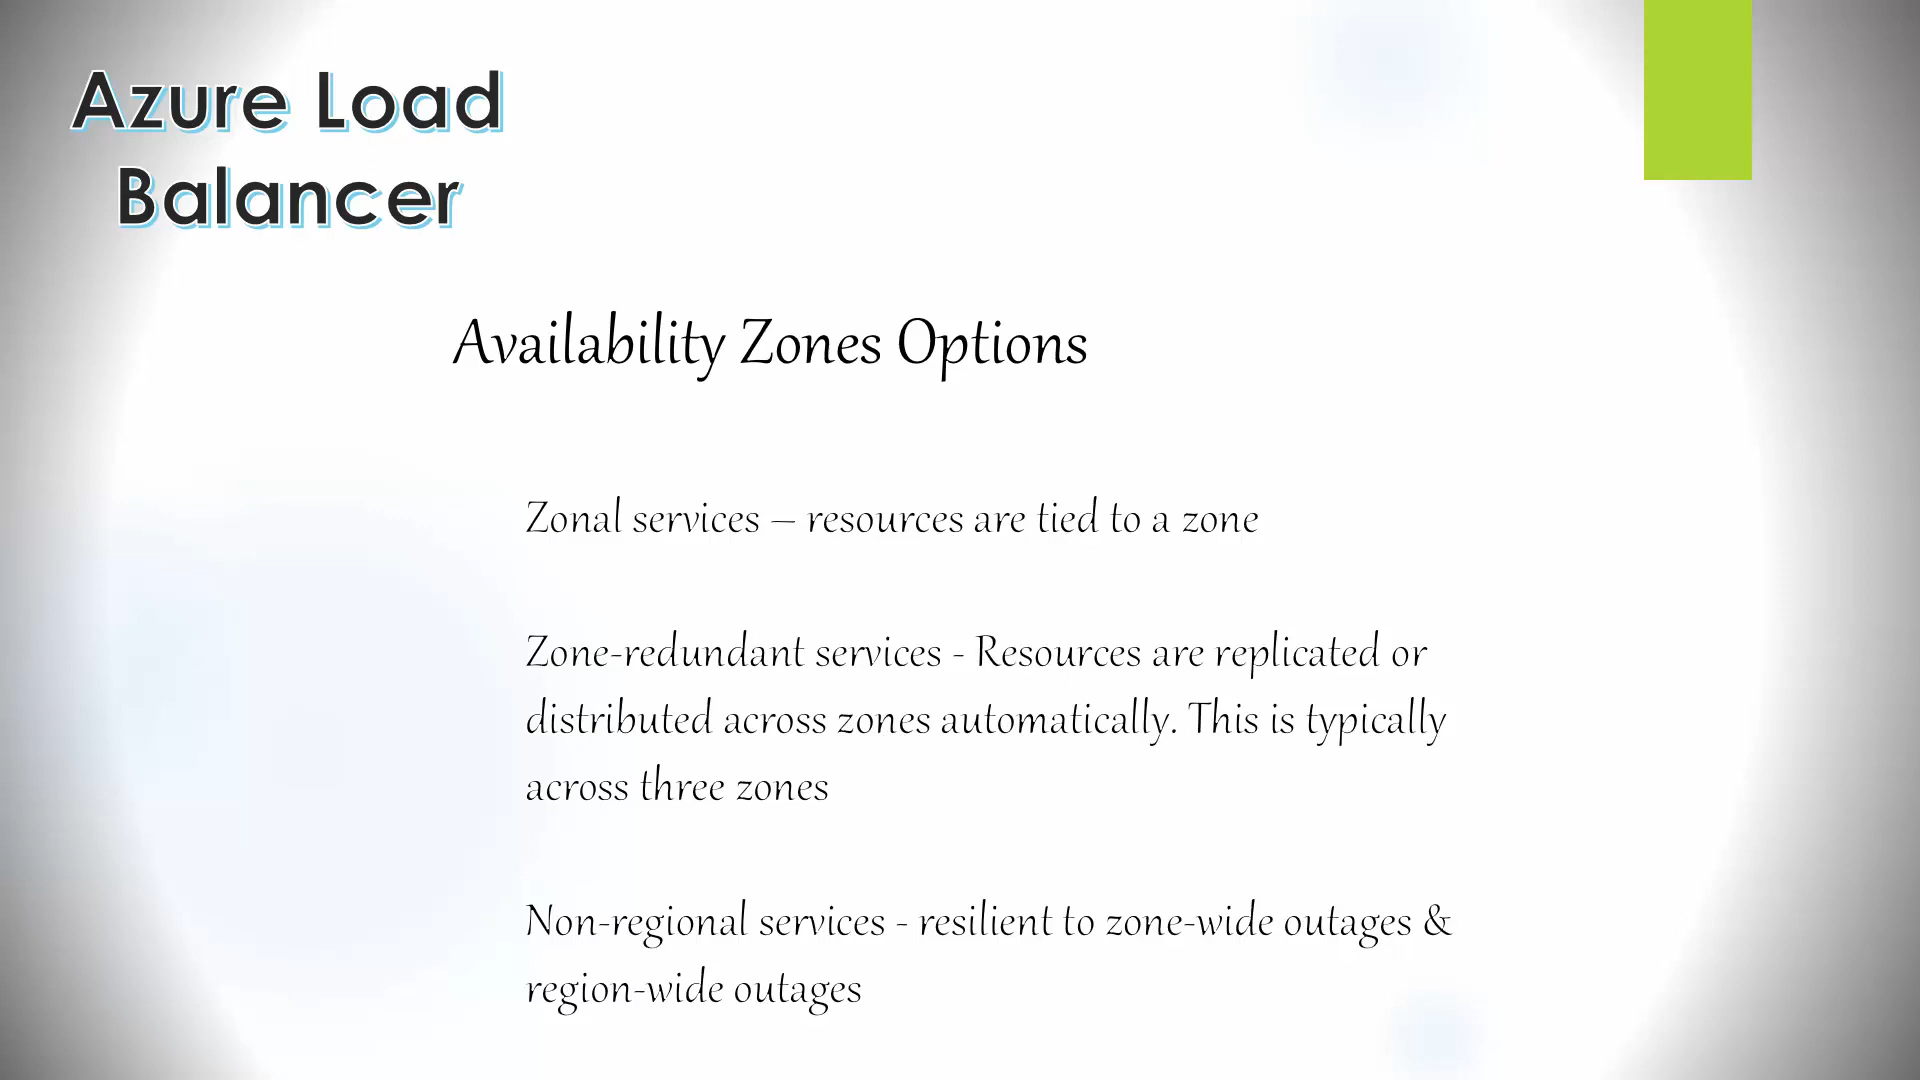 Azure Load
Balancer
Availability Zones Options
Zonal services – resources are tied to a zone
Zone-redundant services - Resources are replicated or
distributed across zones automatically. This is typically
across three zones
Non-regional services - resilient to zone-wide outages &
region-wide outages